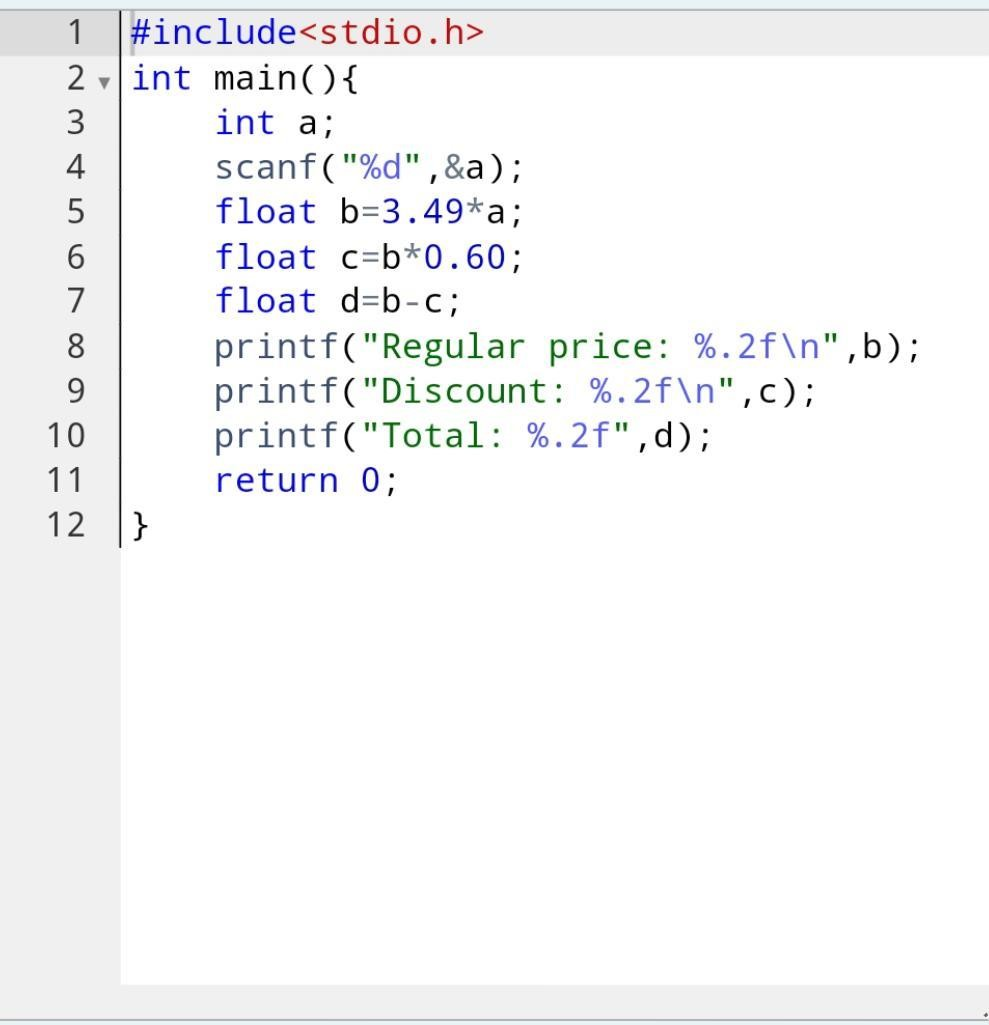 1 #include<stdio.h>
2 int main(){
3     int a;
4     scanf("%d",&a);
5     float b=3.49*a;
6     float c=b*0.60;
7     float d=b-c;
8     printf("Regular price: %.2f\n",b);
9     printf("Discount: %.2f\n",c);
10     printf("Total: %.2f",d);
11     return 0;
12 }